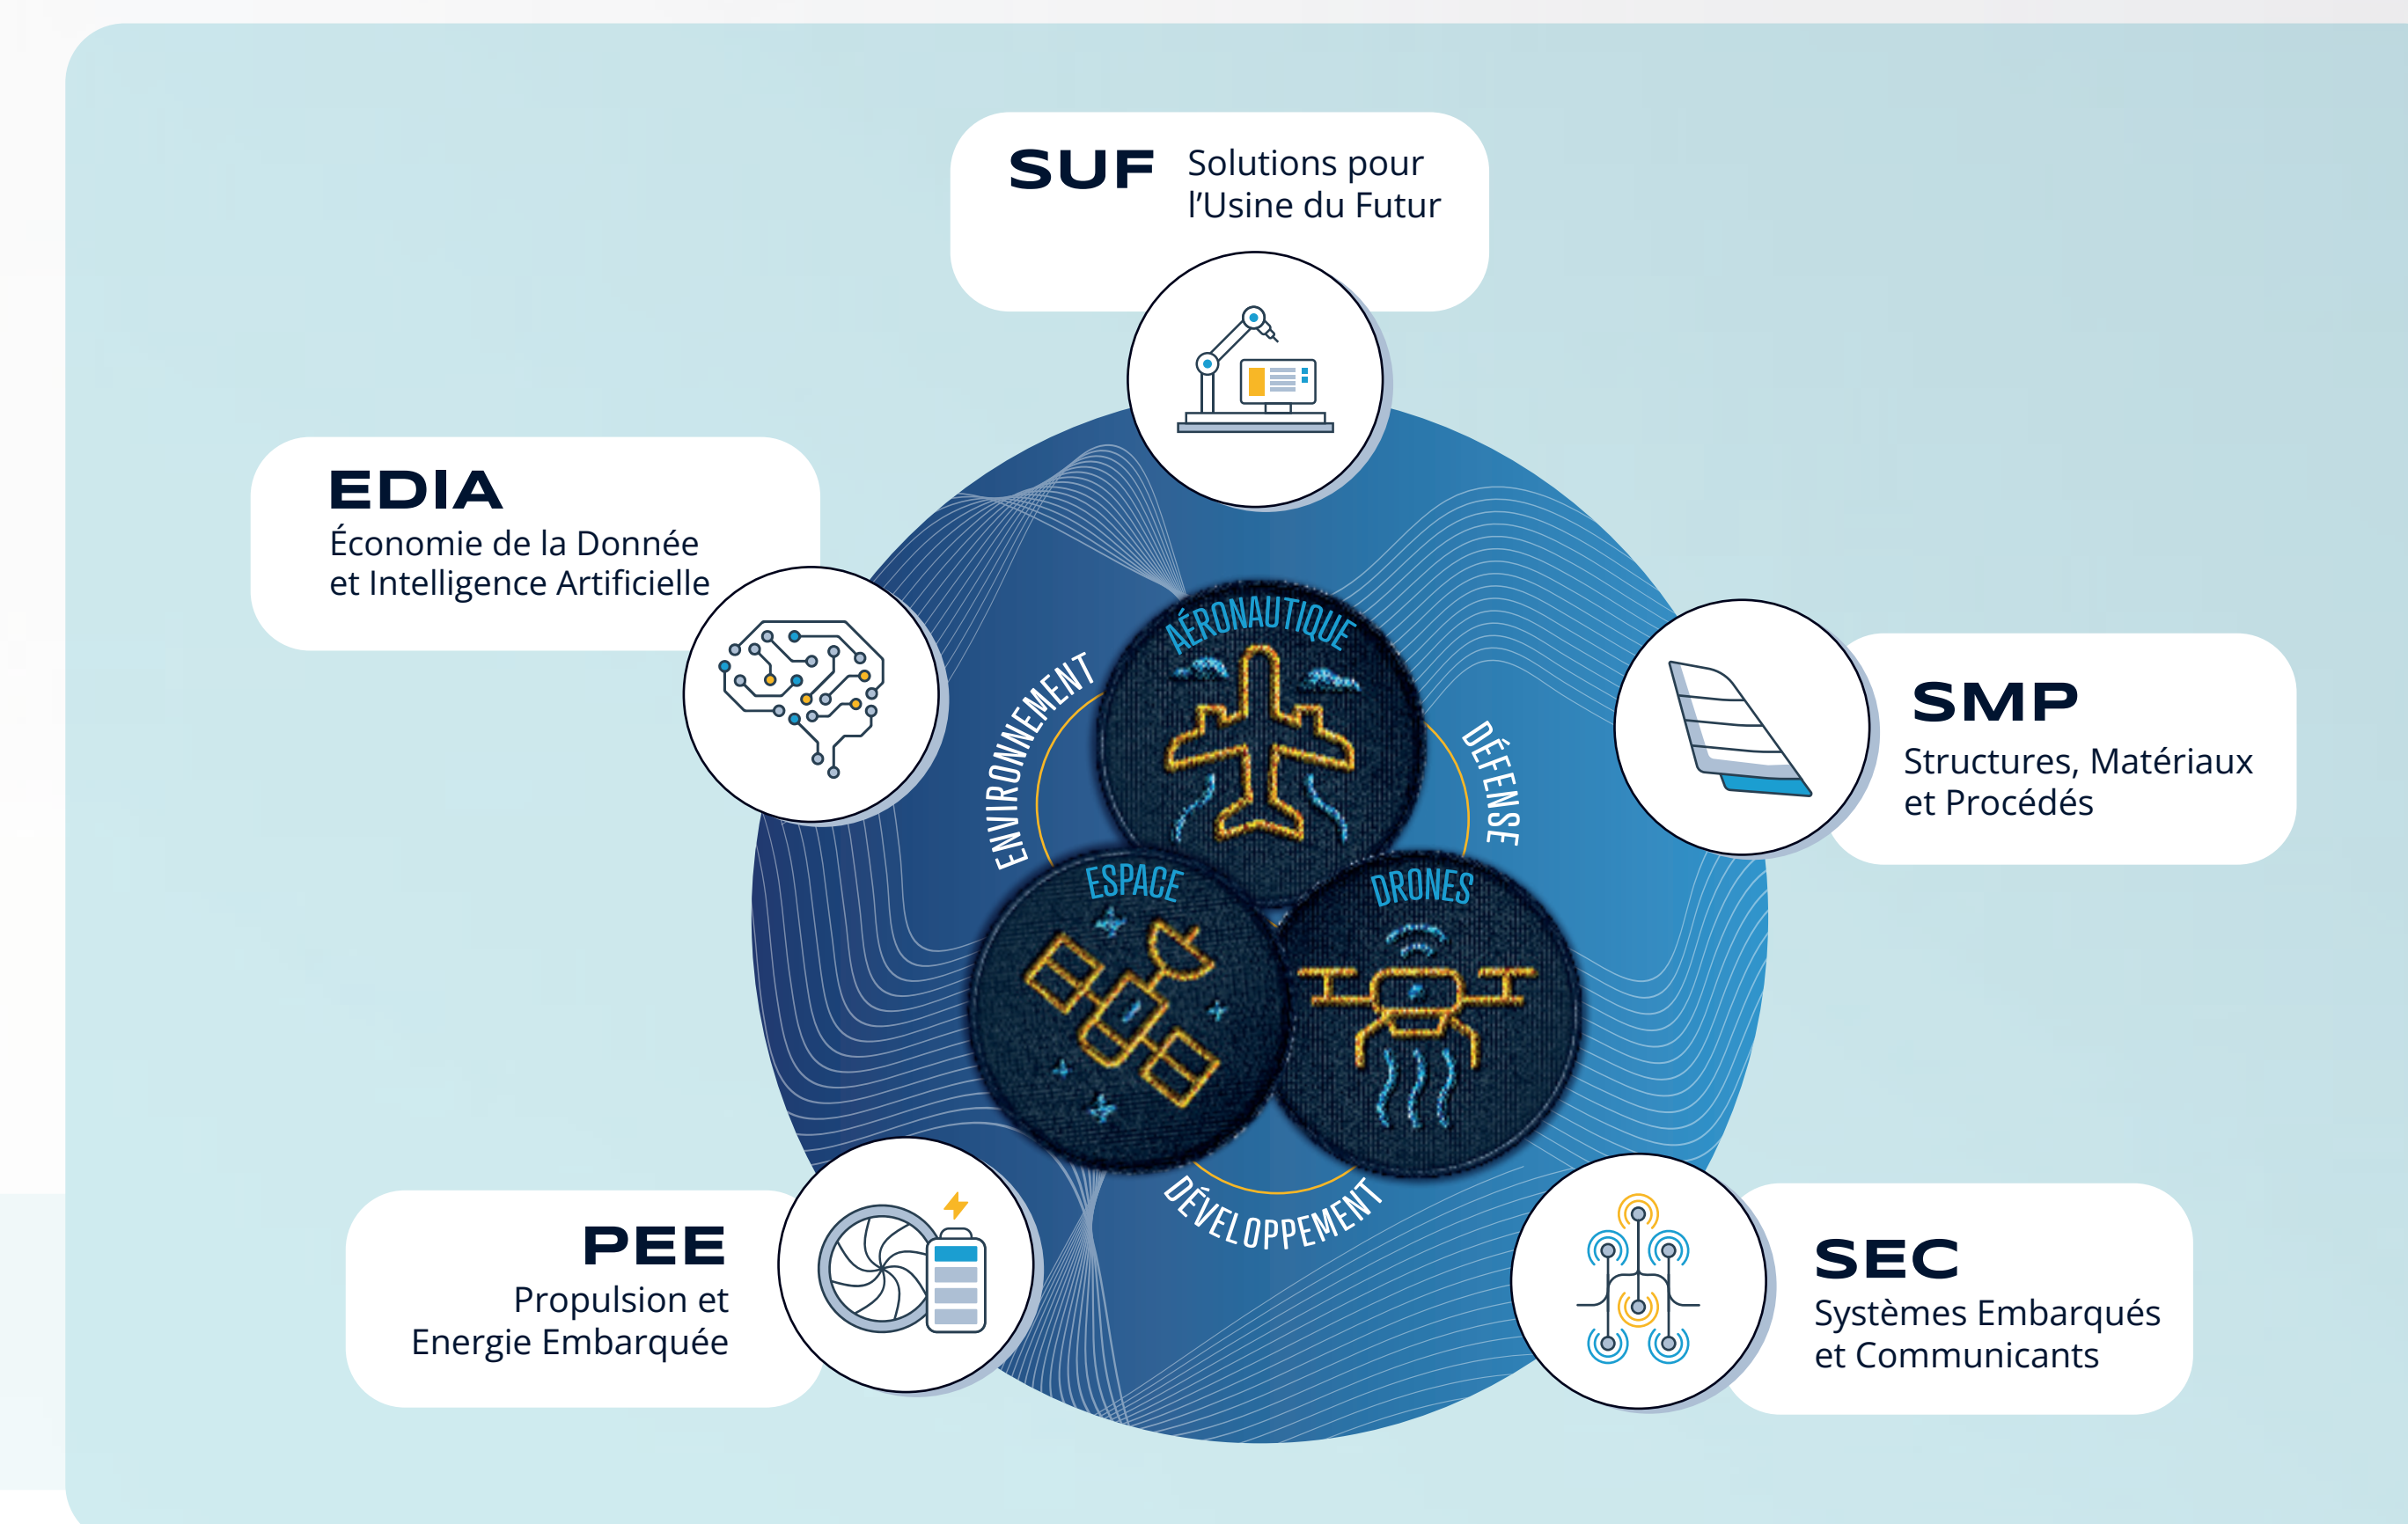 SUF
Solutions pour
l’Usine du Futur
EDIA
Économie de la Donnée
et Intelligence Artificielle
SMP
Structures, Matériaux
et Procédés
AÉRONAUTIQUE
ENVIRONNEMENT
DÉFENSE
ESPACE
DRONES
DÉVELOPPEMENT
PEE
Propulsion et
Energie Embarquée
SEC
Systèmes Embarqués
et Communicants